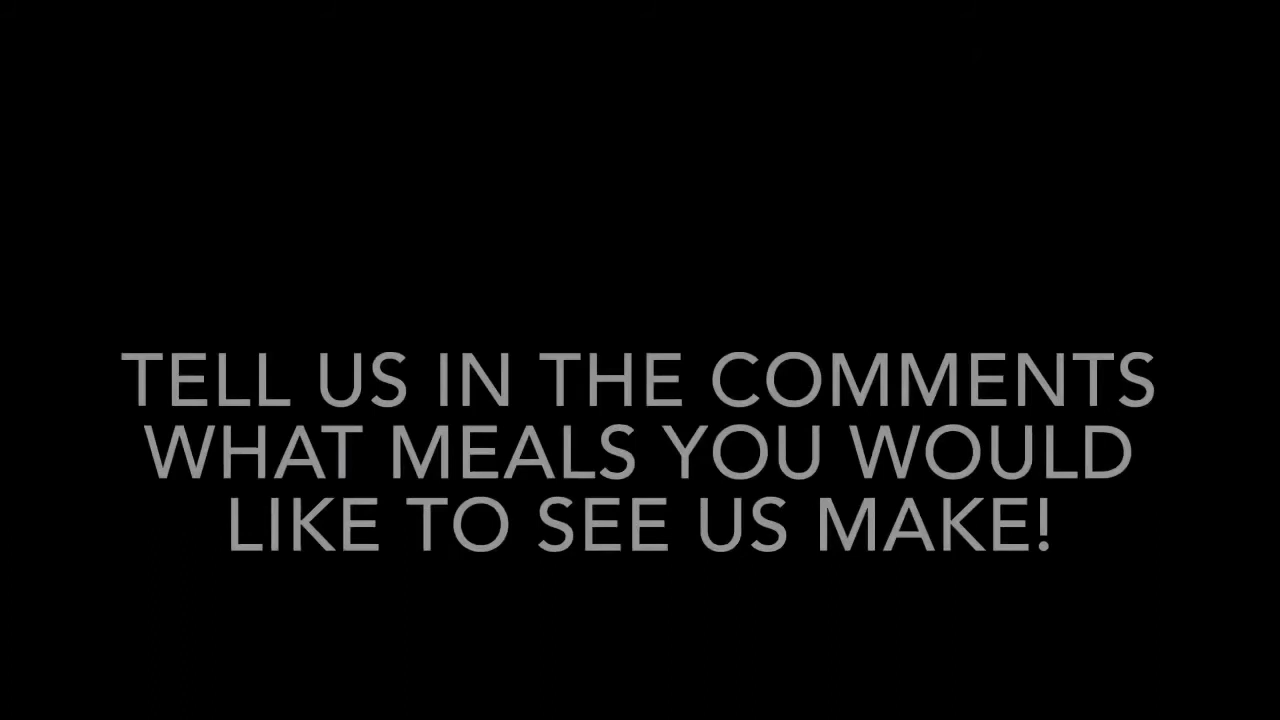 TELL US IN THE COMMENTS
WHAT MEALS YOU WOULD
LIKE TO SEE US MAKE!